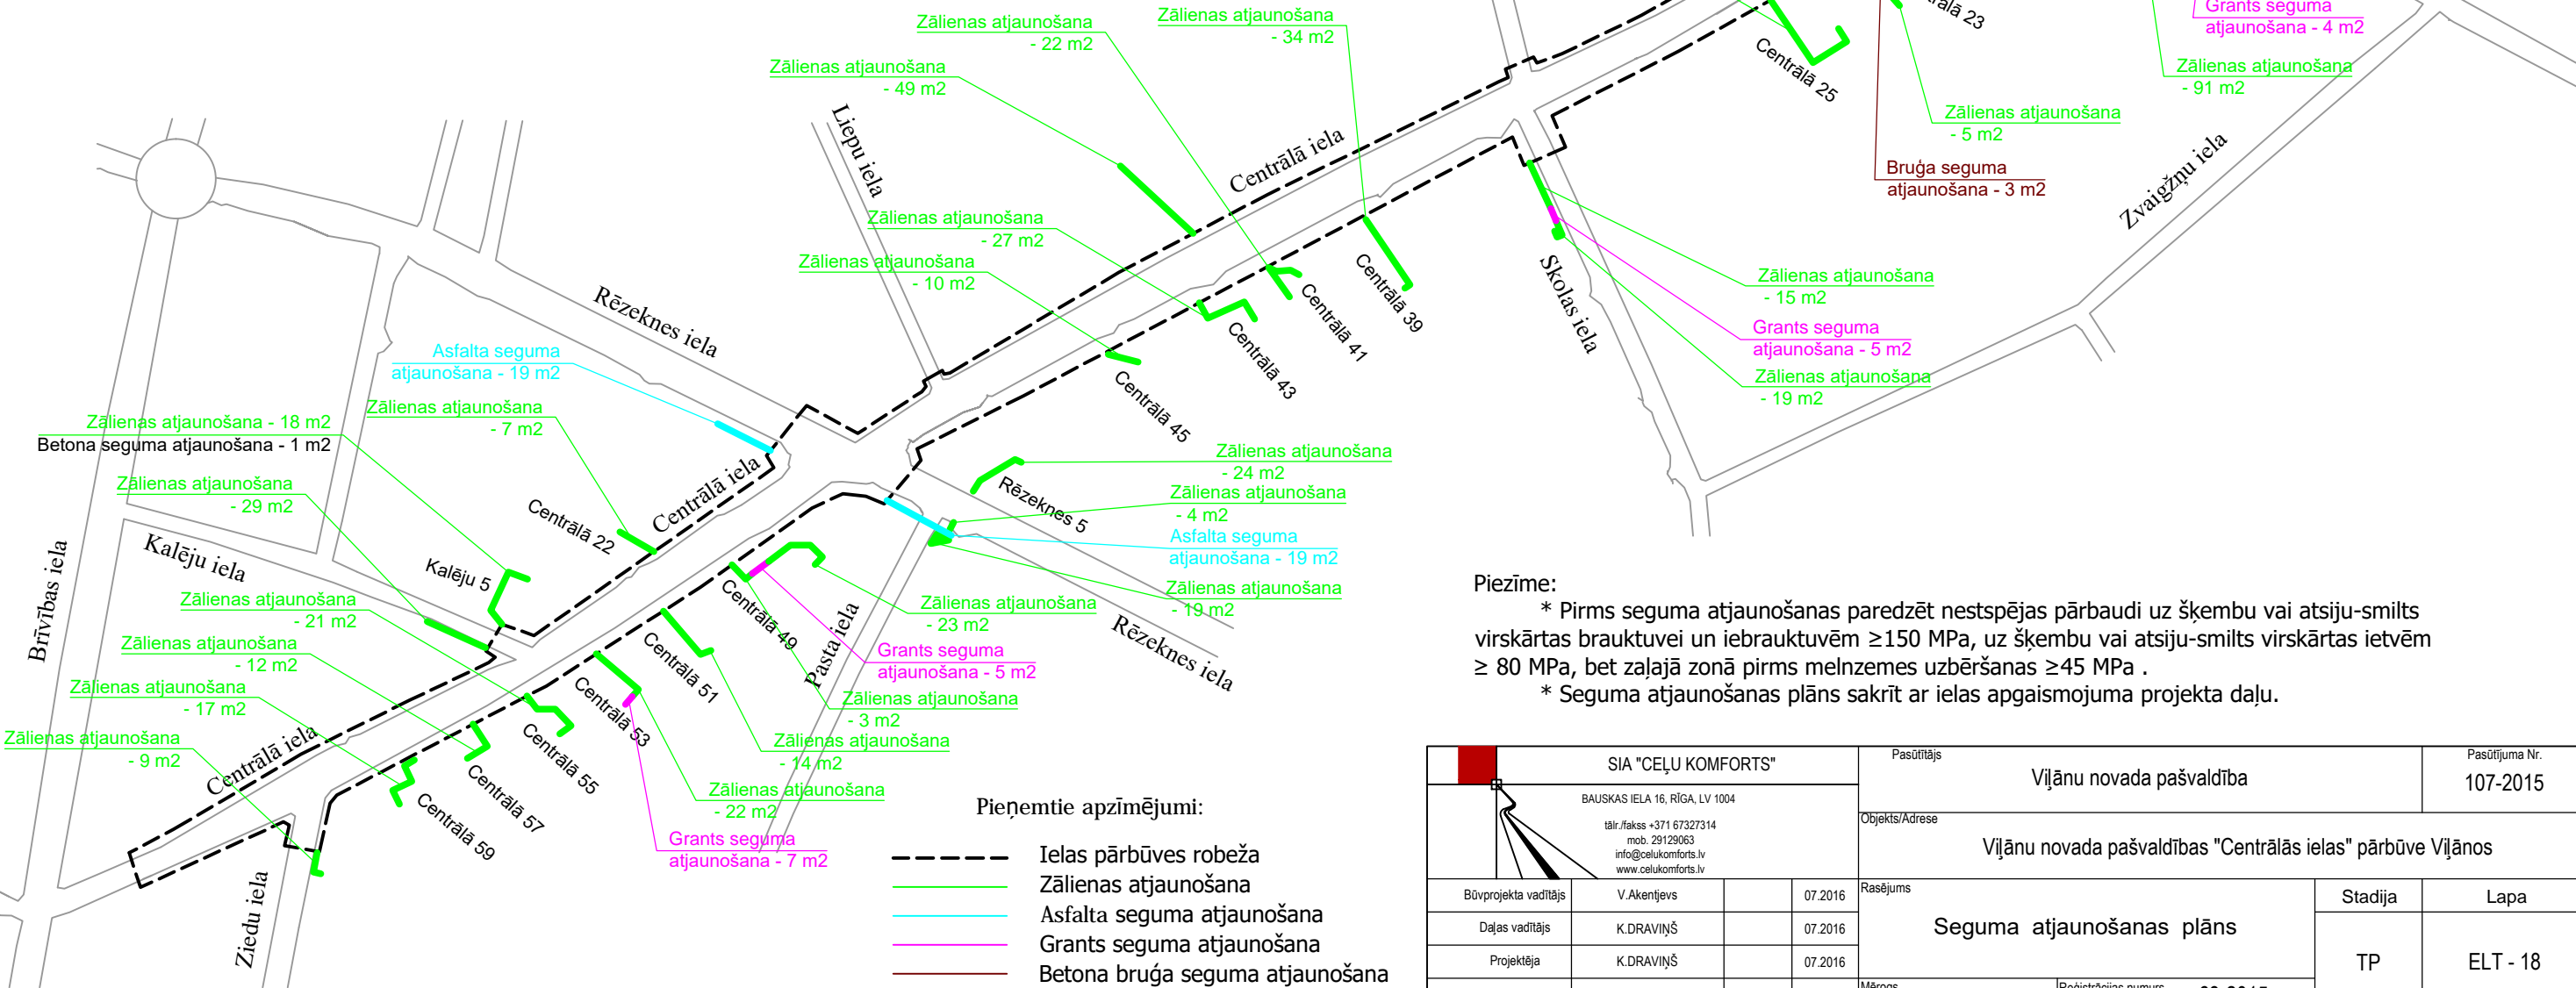 Zālienas atjaunošana
- 22 m2
Zālienas atjaunošana
- 34 m2
Zālienas atjaunošana
- 49 m2
Liepu iela
Centrālā iela
Centrālā 25
23
Grants seguma
atjaunošana - 4 m2
Zālienas atjaunošana
- 91 m2
Zālienas atjaunošana
- 5 m2
Bruģa seguma
atjaunošana - 3 m2
Zvaigžņu iela
Zālienas atjaunošana
- 27 m2
Zālienas atjaunošana
- 10 m2
Centrālā 39
Centrālā 41
Centrālā 43
Centrālā 45
Skolas iela
Zālienas atjaunošana
- 15 m2
Grants seguma
atjaunošana - 5 m2
Zālienas atjaunošana
- 19 m2
Rēzeknes iela
Asfalta seguma
atjaunošana - 19 m2
Zālienas atjaunošana
- 7 m2
Zālienas atjaunošana - 18 m2
Betona seguma atjaunošana - 1 m2
Zālienas atjaunošana
- 29 m2
Centrālā iela
Centrālā 22
Kalēju iela
Kalēju 5
Brīvības iela
Zālienas atjaunošana
- 24 m2
Rēzeknes 5
Zālienas atjaunošana
- 4 m2
Asfalta seguma
atjaunošana - 19 m2
Zālienas atjaunošana
- 19 m2
Zālienas atjaunošana
- 23 m2
Rēzeknes iela
Pasta iela
Grants seguma
atjaunošana - 5 m2
Zālienas atjaunošana
- 3 m2
Zālienas atjaunošana
- 14 m2
Zālienas atjaunošana
- 22 m2
Grants seguma
atjaunošana - 7 m2
Zālienas atjaunošana
- 21 m2
Zālienas atjaunošana
- 12 m2
Zālienas atjaunošana
- 17 m2
Zālienas atjaunošana
- 9 m2
Centrālā iela
Centrālā 49
Centrālā 51
Centrālā 53
Centrālā 55
Centrālā 57
Centrālā 59
Ziedu iela
Pieņemtie apzīmējumi:
Ielas pārbūves robeža
Zālienas atjaunošana
Asfalta seguma atjaunošana
Grants seguma atjaunošana
Betona bruģa seguma atjaunošana
Piezīme:
* Pirms seguma atjaunošanas paredzēt nestspējas pārbaudi uz šķembu vai atsiju-smilts
virskārtas brauktuvei un iebrauktuvēm ≥150 MPa, uz šķembu vai atsiju-smilts virskārtas ietvēm
≥ 80 MPa, bet zaļajā zonā pirms melnzemes uzbēršanas ≥45 MPa .
* Seguma atjaunošanas plāns sakrīt ar ielas apgaismojuma projekta daļu.
SIA "CEĻU KOMFORTS"
BAUSKAS IELA 16, RĪGA, LV 1004
tālr./fakss +371 67327314
mob. 29129063
info@celukomforts.lv
www.celukomforts.lv
Pasūtītājs
Viļānu novada pašvaldība
Pasūtījuma Nr.
107-2015
Objekts/Adrese
Viļānu novada pašvaldības "Centrālās ielas" pārbūve Viļānos
Būvprojekta vadītājs V.Akentjevs 07.2016
Daļas vadītājs K.DRAVIŅŠ 07.2016
Projektēja K.DRAVIŅŠ 07.2016
Rasējums
Seguma atjaunošanas plāns
Stadija
TP
Lapa
ELT - 18